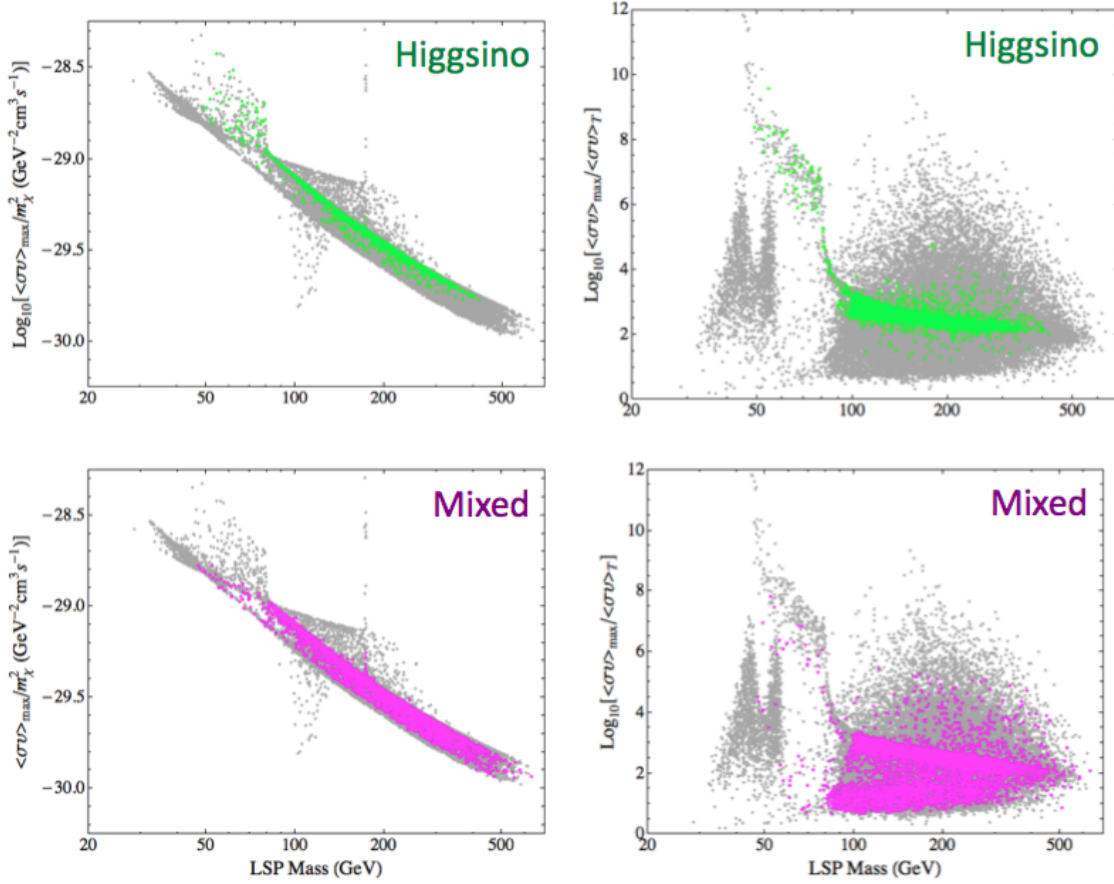 Higgsino
Log₁₀[<σv>max/m²χ (GeV⁻²cm³s⁻¹)]
−28.5
−29.0
−29.5
−30.0
20 50 100 200 500
Higgsino
Log₁₀[<σv>max/<σv>T]
12
10
8
6
4
2
0
20 50 100 200 500
Mixed
<σv>max/m²χ (GeV⁻²cm³s⁻¹)]
−28.5
−29.0
−29.5
−30.0
20 50 100 200 500
LSP Mass (GeV)
Mixed
Log₁₀[<σv>max/<σv>T]
12
10
8
6
4
2
0
20 50 100 200 500
LSP Mass (GeV)